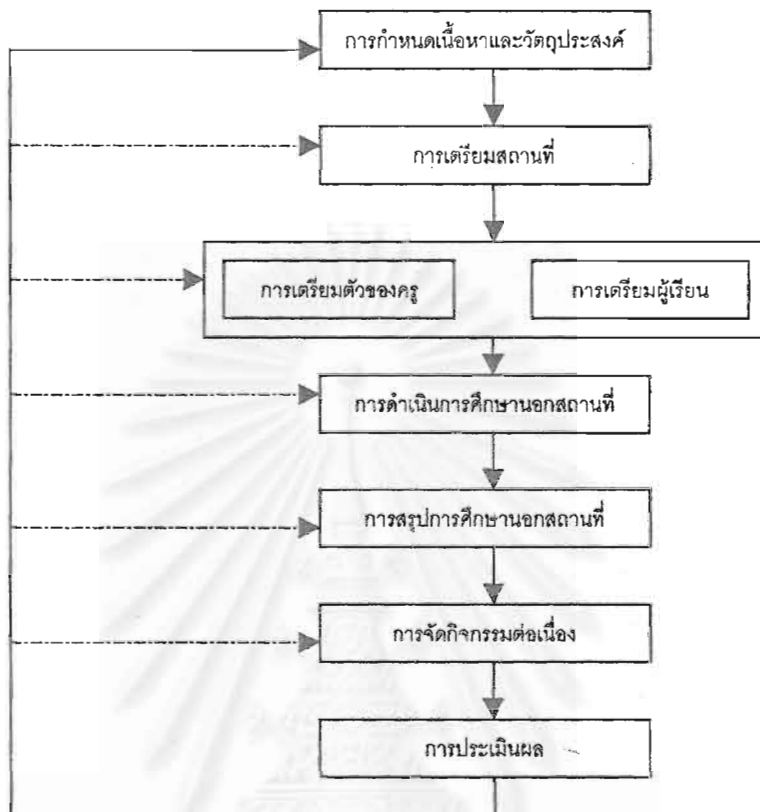 การกำหนดเนื้อหาและวัตถุประสงค์
การเตรียมสถานที่
การเตรียมตัวของครู
การเตรียมผู้เรียน
การดำเนินการศึกษานอกสถานที่
การสรุปการศึกษานอกสถานที่
การจัดกิจกรรมต่อเนื่อง
การประเมินผล